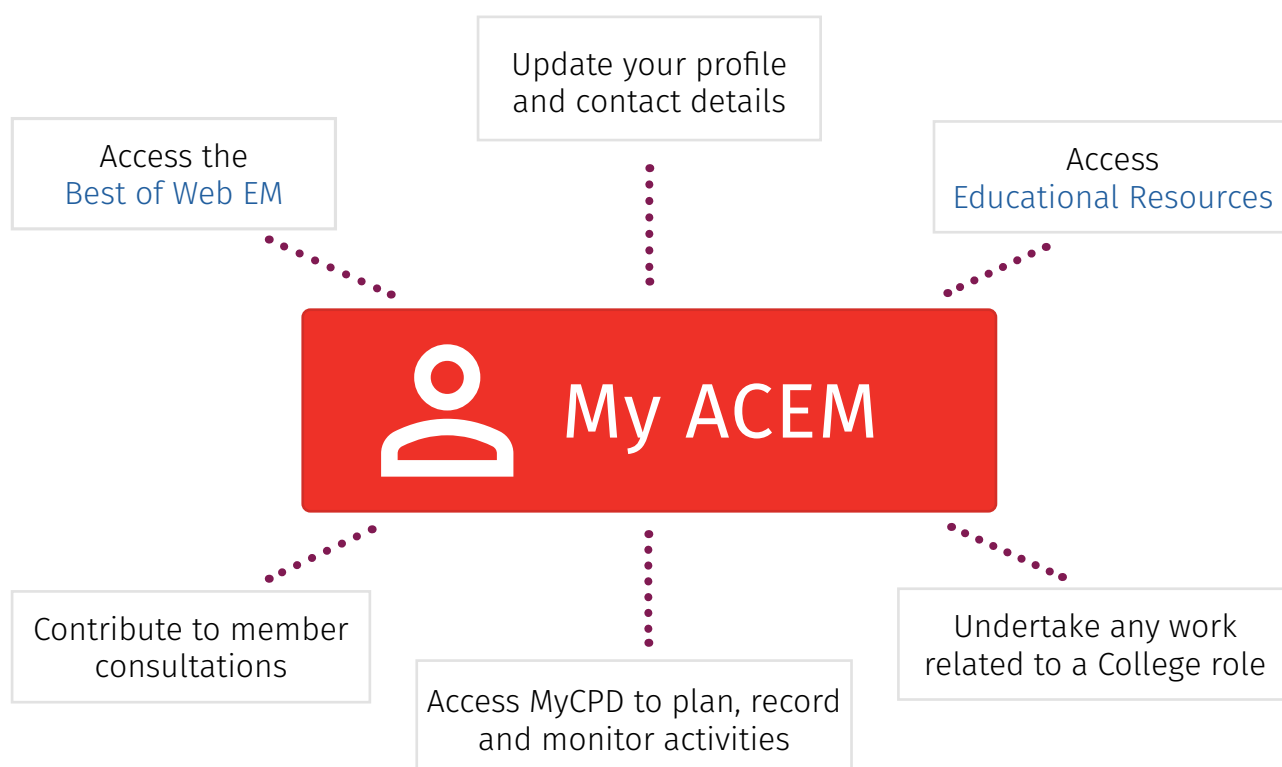 Update your profile
and contact details
Access the
Best of Web EM
Access
Educational Resources
My ACEM
Contribute to member
consultations
Access MyCPD to plan, record
and monitor activities
Undertake any work
related to a College role